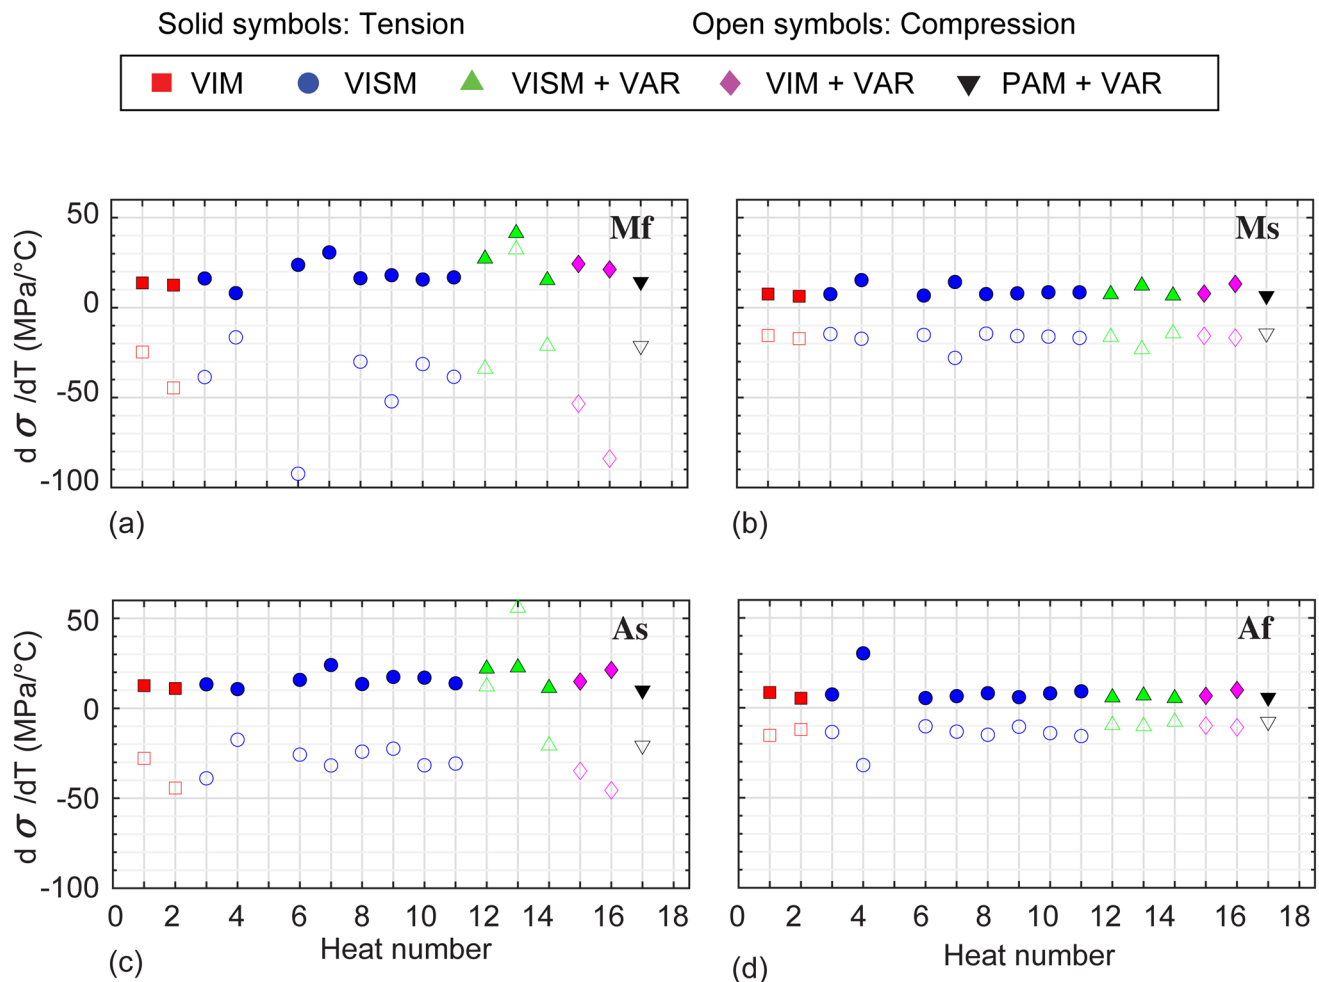 Solid symbols: Tension Open symbols: Compression
VIM VISM VISM + VAR VIM + VAR PAM + VAR
50
0
-50
-100
d σ /dT (MPa/°C)
Mf
(a)
Ms
(b)
50
0
-50
-100
d σ /dT (MPa/°C)
As
0 2 4 6 8 10 12 14 16 18
Heat number
(c)
Af
0 2 4 6 8 10 12 14 16 18
Heat number
(d)